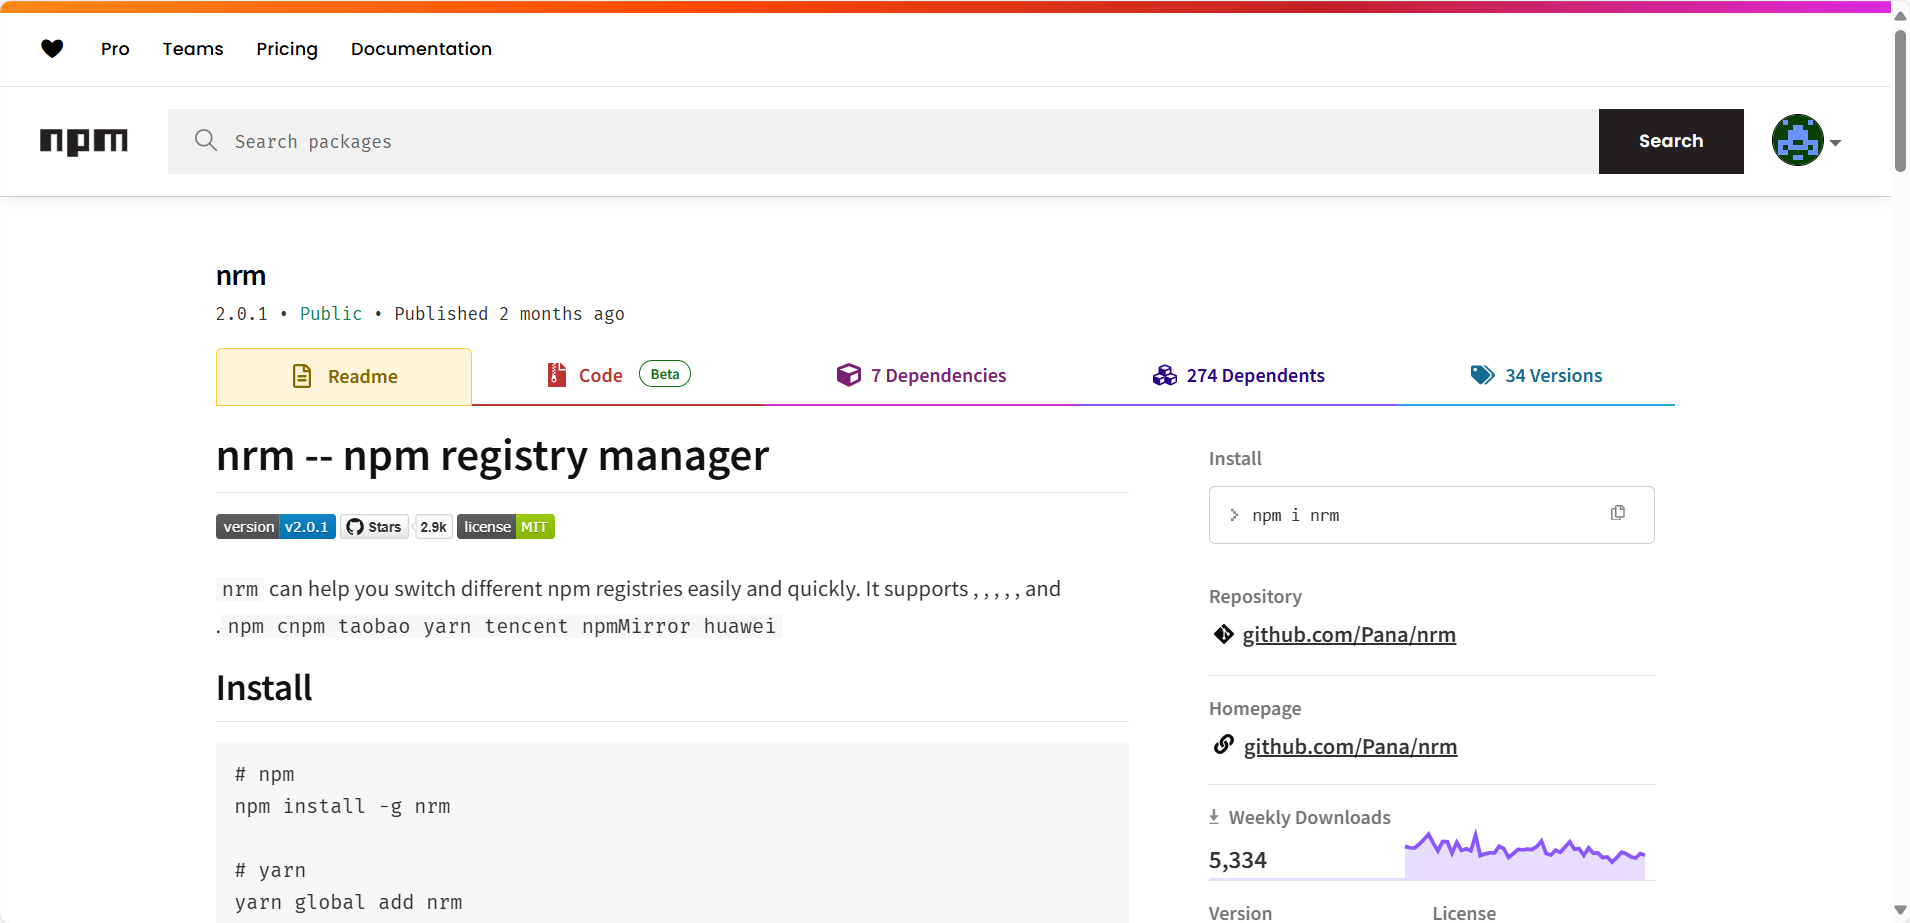 Pro Teams Pricing Documentation
npm
Search packages
Search
nrm
2.0.1 • Public • Published 2 months ago
Readme
Code Beta
7 Dependencies
274 Dependents
34 Versions
nrm -- npm registry manager
version v2.0.1 Stars 2.9k license MIT
nrm can help you switch different npm registries easily and quickly. It supports , , , , , and
. npm cnpm taobao yarn tencent npmMirror huawei
Install
# npm
npm install -g nrm
# yarn
yarn global add nrm
Install
> npm i nrm
Repository
github.com/Pana/nrm
Homepage
github.com/Pana/nrm
Weekly Downloads
5,334
Version License